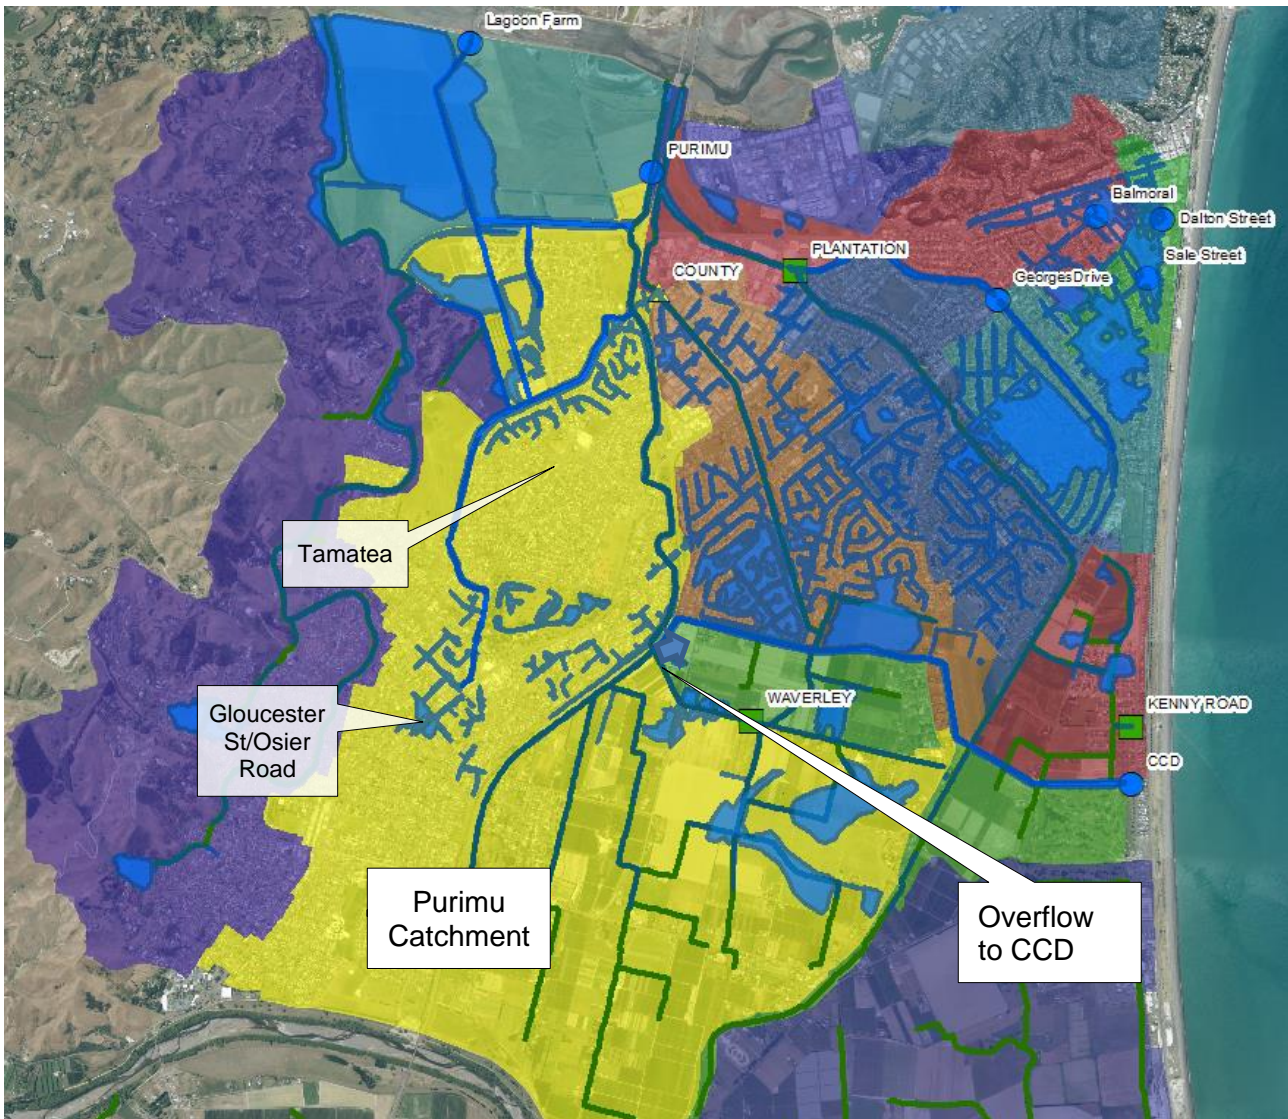 Lagoon Farm
PURIMU
Balmoral
Dalton Street
PLANTATION
Sale Street
COUNTY
GeorgesDrive
Tamatea
Gloucester
St/Osier
Road
WAVERLEY
KENNY ROAD
CCD
Purimu
Catchment
Overflow
to CCD